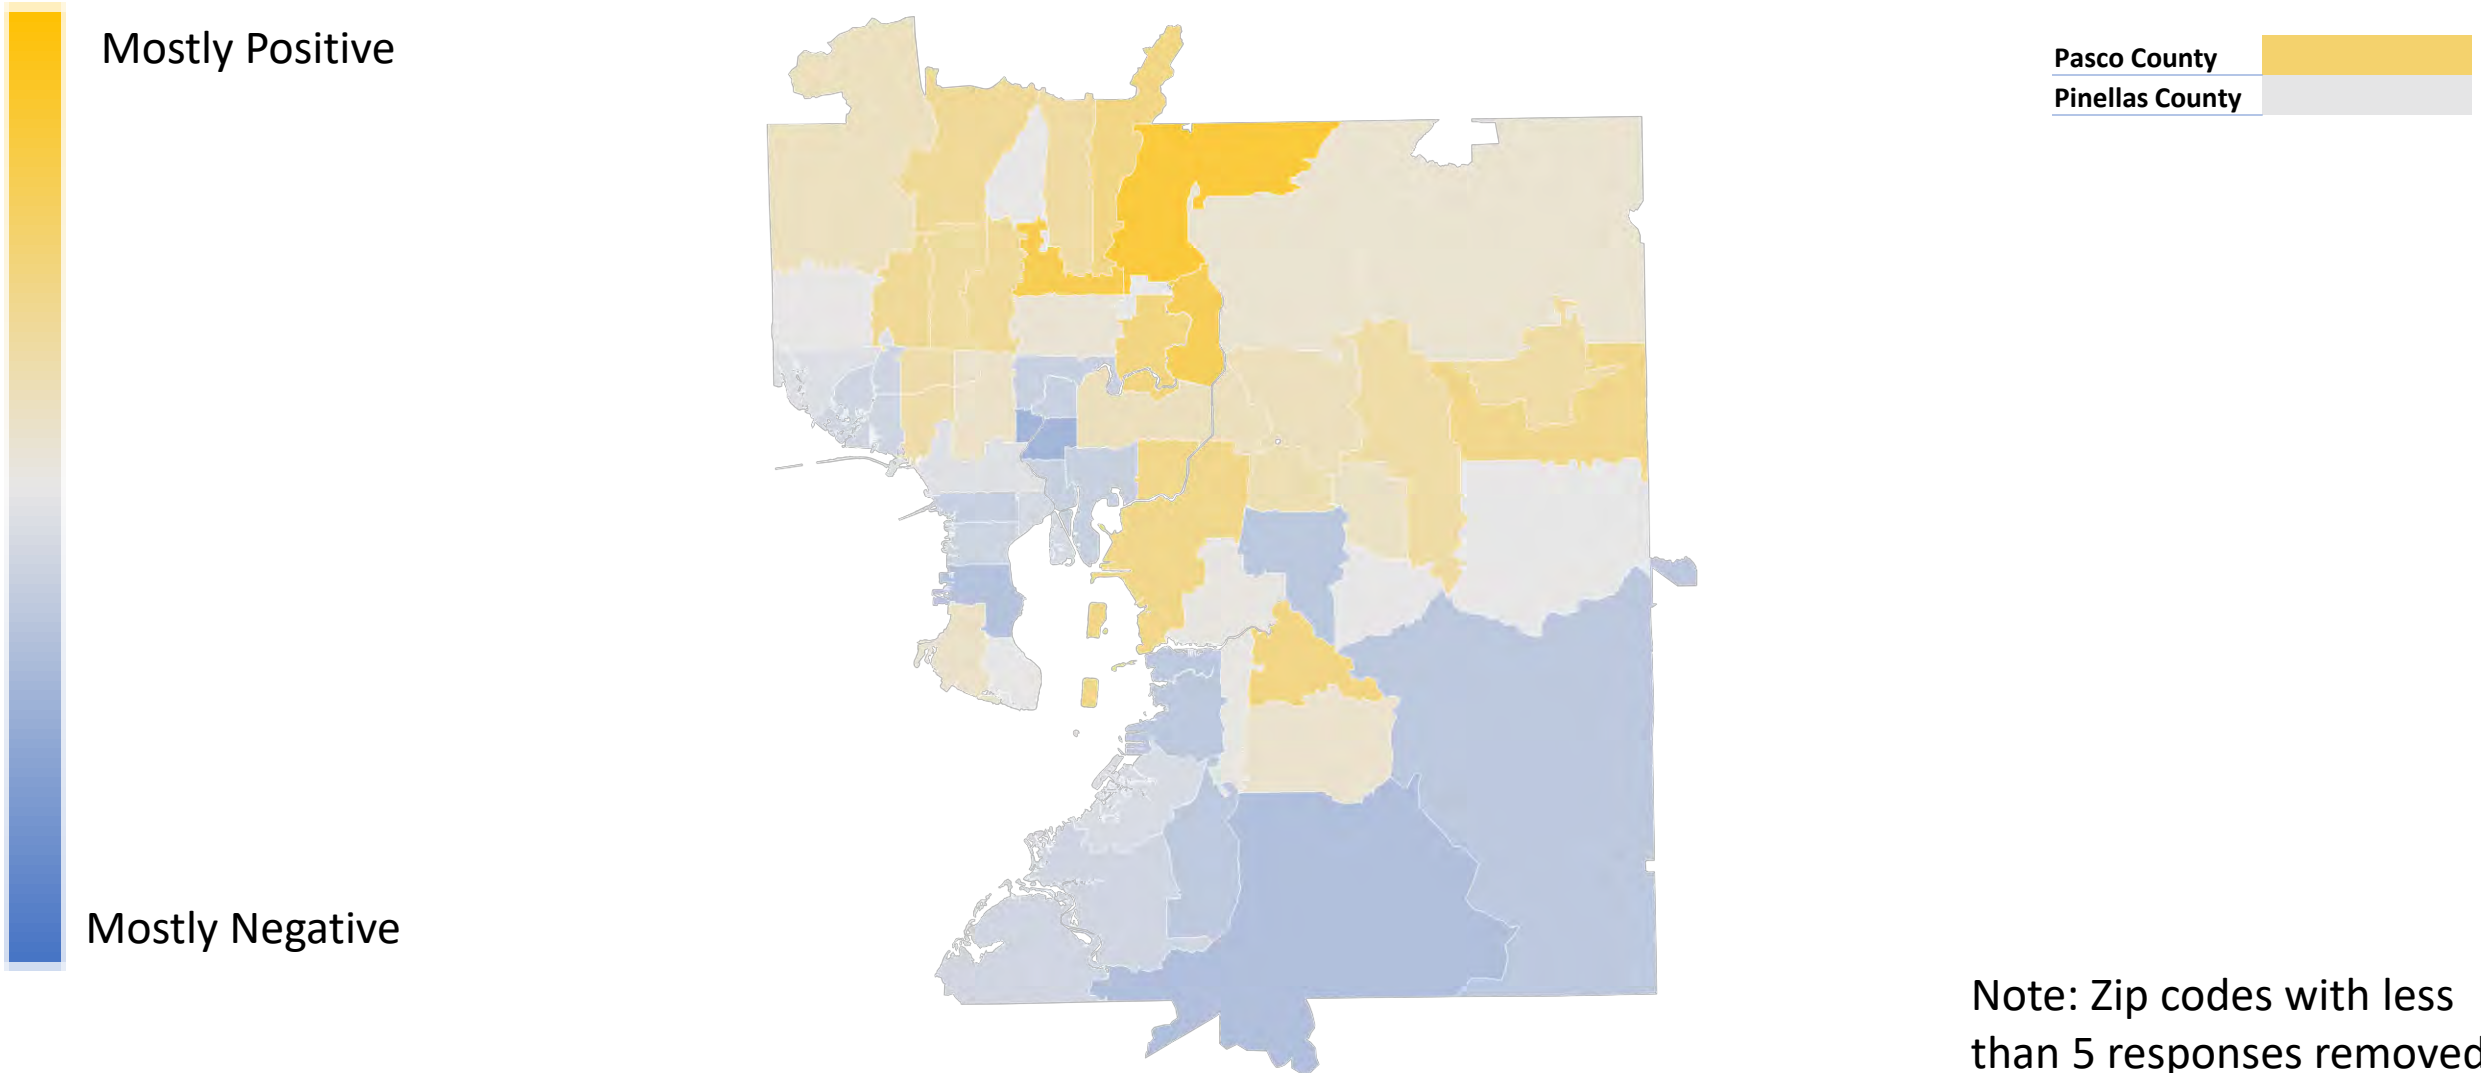 Mostly Positive
Pasco County
Pinellas County
Mostly Negative
Note: Zip codes with less
than 5 responses removed